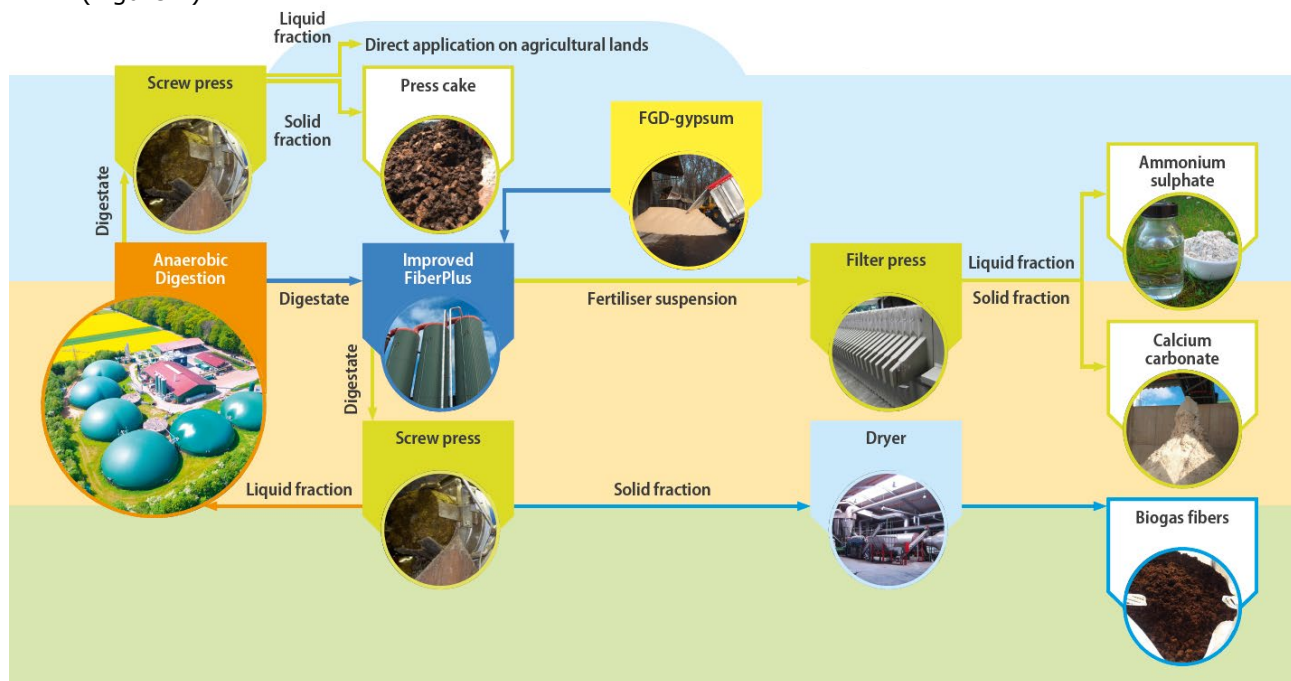 Liquid
fraction
Direct application on agricultural lands
Screw press
Press cake
Solid
fraction
FGD-gypsum
Digestate
Ammonium
sulphate
Anaerobic
Digestion
Digestate
Improved
FiberPlus
Fertiliser suspension
Filter press
Liquid fraction
Solid fraction
Calcium
carbonate
Digestate
Screw press
Dryer
Liquid fraction
Solid fraction
Biogas fibers